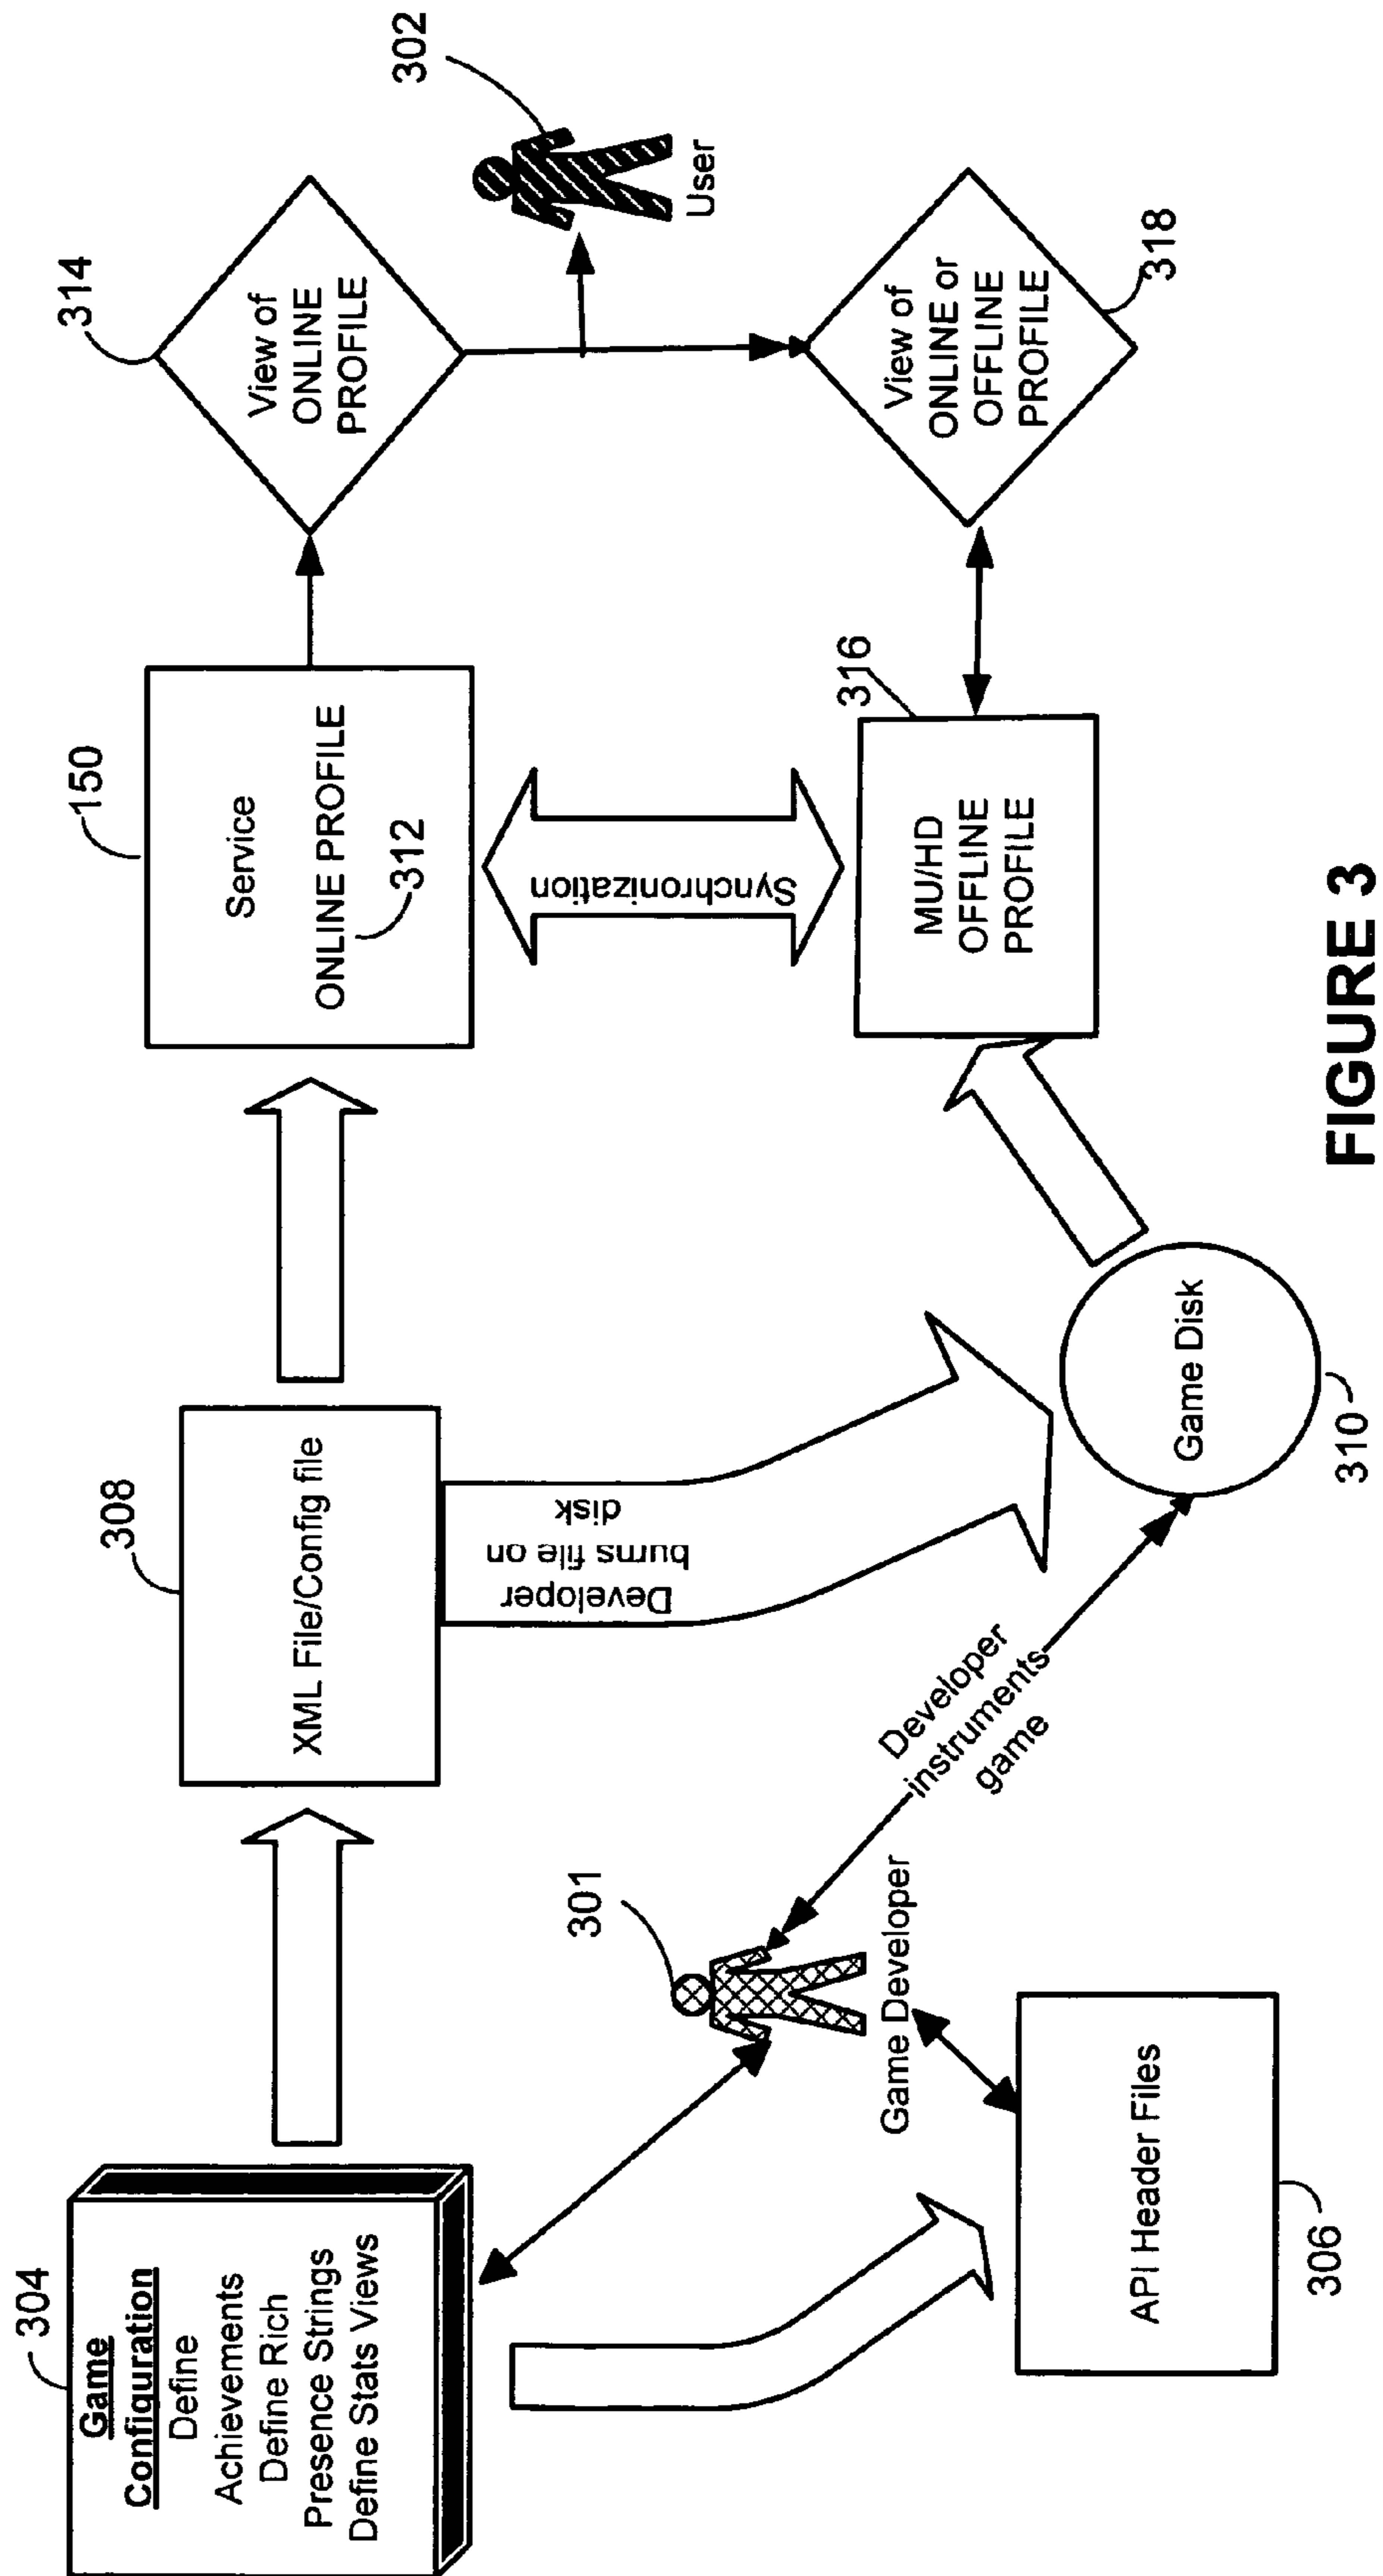 304
Game
Configuration
Define
Achievements
Define Rich
Presence Strings
Define Stats Views
308
XML File/Config file
150
Service
ONLINE PROFILE
312
314
View of
ONLINE
PROFILE
302
User
301
Game Developer
Developer
burns file on
disk
Developer
instruments
game
Synchronization
316
MU/HD
OFFLINE
PROFILE
View of
ONLINE or
OFFLINE
PROFILE
318
API Header Files
306
Game Disk
310
FIGURE 3